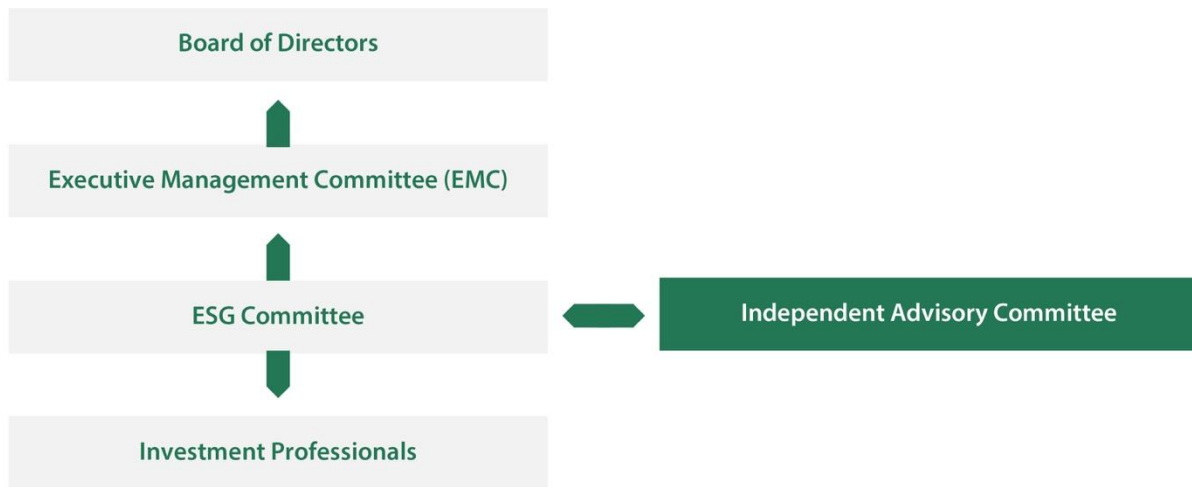 Board of Directors
Executive Management Committee (EMC)
ESG Committee
Independent Advisory Committee
Investment Professionals